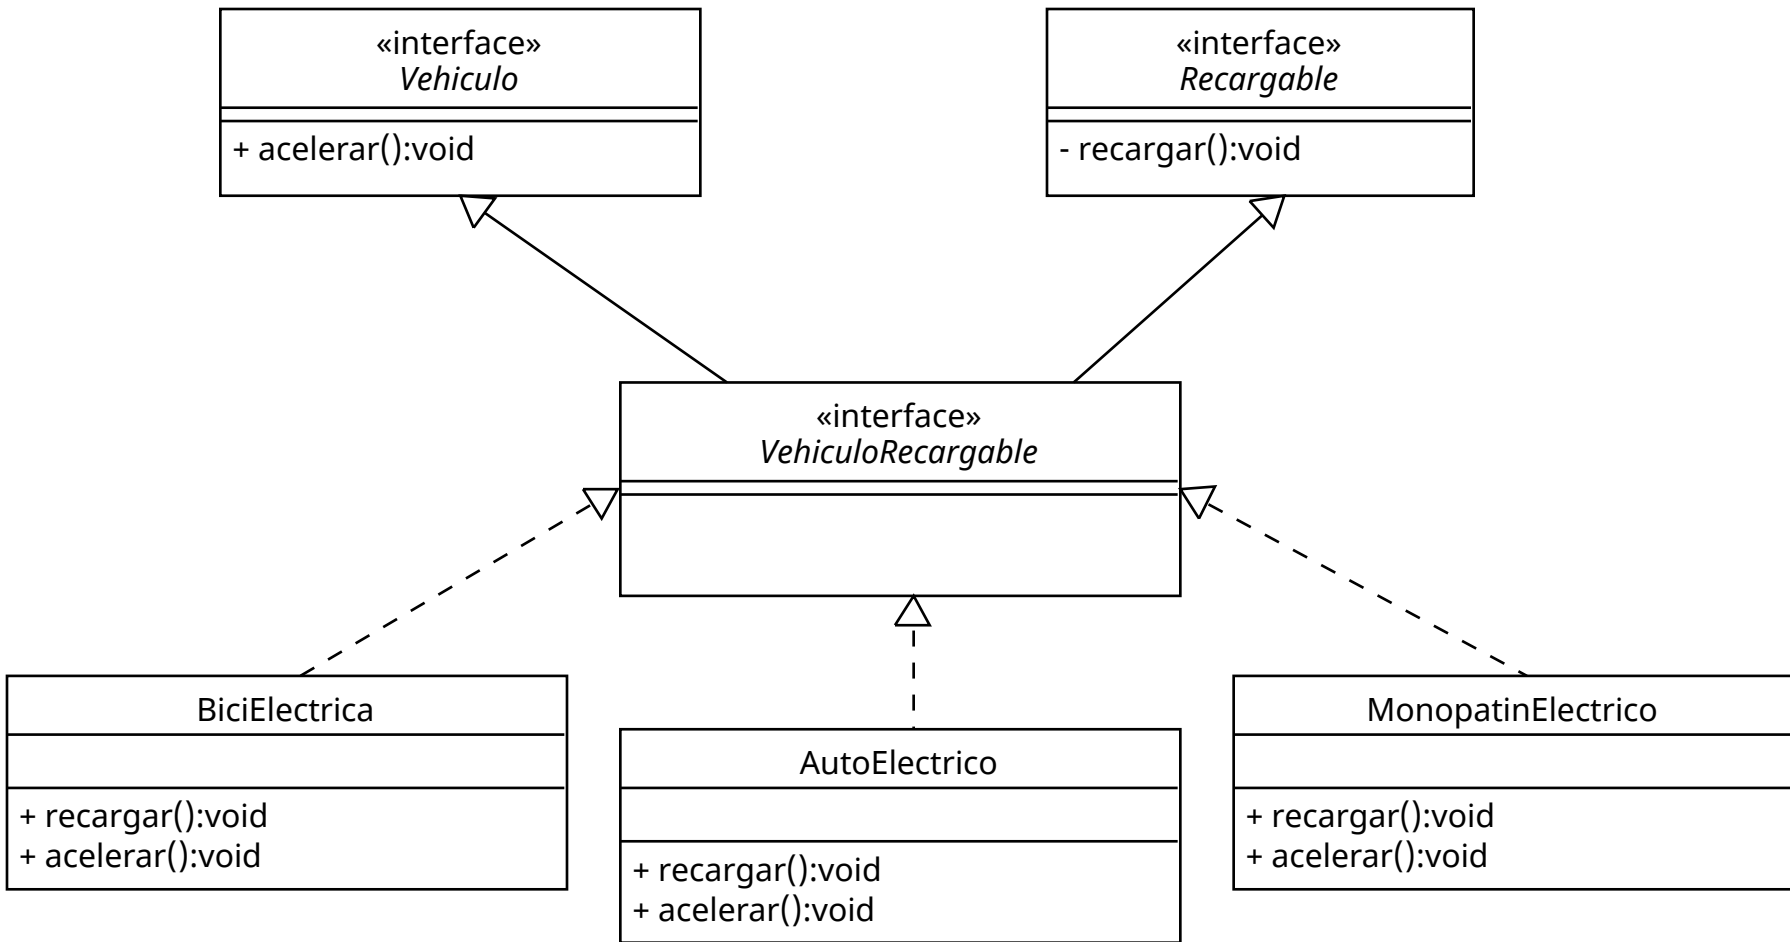 «interface»
Vehiculo
+ acelerar():void
«interface»
Recargable
- recargar():void
«interface»
VehiculoRecargable
BiciElectrica
+ recargar():void
+ acelerar():void
AutoElectrico
+ recargar():void
+ acelerar():void
MonopatinElectrico
+ recargar():void
+ acelerar():void